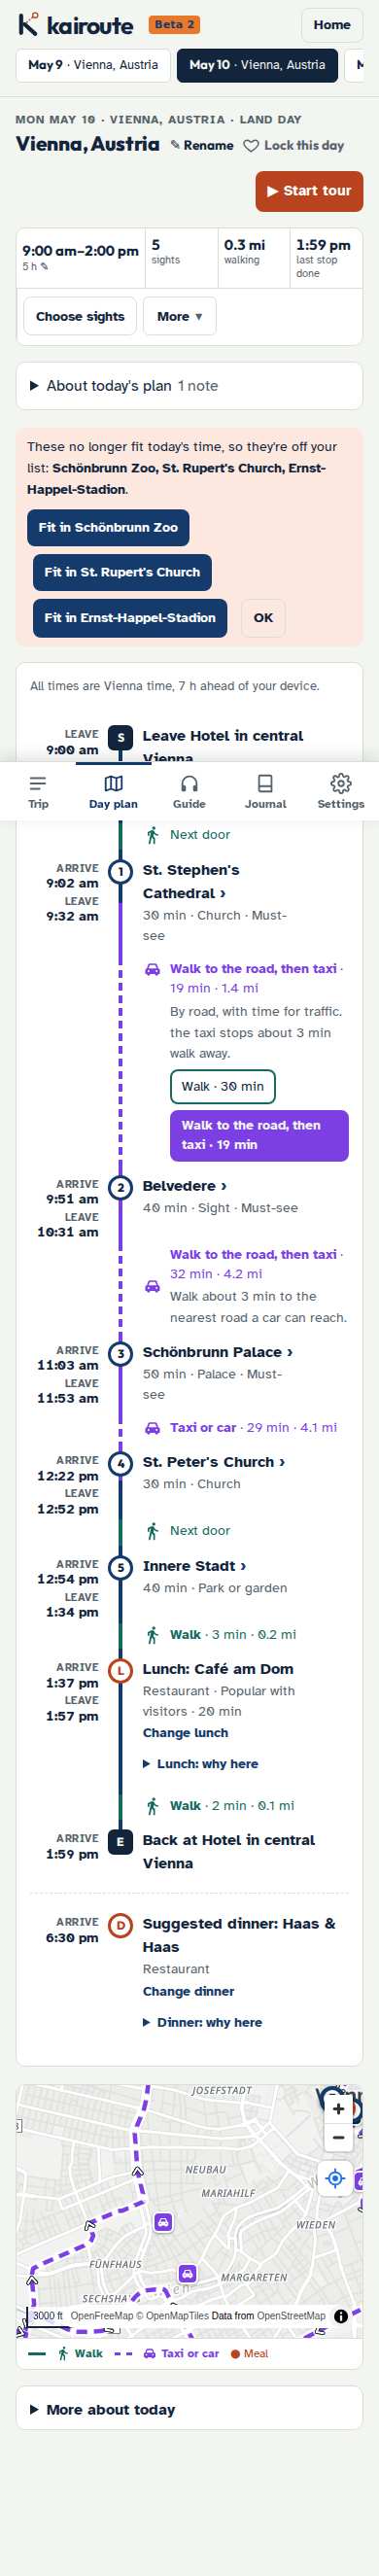 kairoute Beta 2 Home
May 9 · Vienna, Austria May 10 · Vienna, Austria
MON MAY 10 · VIENNA, AUSTRIA · LAND DAY
Vienna, Austria ✎ Rename Lock this day
▶ Start tour
9:00 am–2:00 pm 5 0.3 mi 1:59 pm
5 h ✎ sights walking last stop
done
Choose sights More ▼
▶ About today's plan 1 note
These no longer fit today's time, so they're off your
list: Schönbrunn Zoo, St. Rupert's Church, Ernst-
Happel-Stadion.
Fit in Schönbrunn Zoo
Fit in St. Rupert's Church
Fit in Ernst-Happel-Stadion OK
All times are Vienna time, 7 h ahead of your device.
LEAVE
9:00 am
S
Leave Hotel in central
Vienna
Trip Day plan Guide Journal Settings
Next door
ARRIVE
9:02 am
LEAVE
9:32 am
1
St. Stephen's
Cathedral ›
30 min · Church · Must-
see
Walk to the road, then taxi ·
19 min · 1.4 mi
By road, with time for traffic.
the taxi stops about 3 min
walk away.
Walk · 30 min
Walk to the road, then
taxi · 19 min
ARRIVE
9:51 am
LEAVE
10:31 am
2
Belvedere ›
40 min · Sight · Must-see
Walk to the road, then taxi ·
32 min · 4.2 mi
Walk about 3 min to the
nearest road a car can reach.
ARRIVE
11:03 am
LEAVE
11:53 am
3
Schönbrunn Palace ›
50 min · Palace · Must-
see
Taxi or car · 29 min · 4.1 mi
ARRIVE
12:22 pm
LEAVE
12:52 pm
4
St. Peter's Church ›
30 min · Church
Next door
ARRIVE
12:54 pm
LEAVE
1:34 pm
5
Innere Stadt ›
40 min · Park or garden
Walk · 3 min · 0.2 mi
ARRIVE
1:37 pm
LEAVE
1:57 pm
L
Lunch: Café am Dom
Restaurant · Popular with
visitors · 20 min
Change lunch
▶ Lunch: why here
Walk · 2 min · 0.1 mi
ARRIVE
1:59 pm
E
Back at Hotel in central
Vienna
ARRIVE
6:30 pm
D
Suggested dinner: Haas &
Haas
Restaurant
Change dinner
▶ Dinner: why here
JOSEFSTADT
NEUBAU
MARIAHILF
WIEDEN
FÜNFHAUS
MARGARETEN
3000 ft OpenFreeMap © OpenMapTiles Data from OpenStreetMap
Walk Taxi or car Meal
▶ More about today